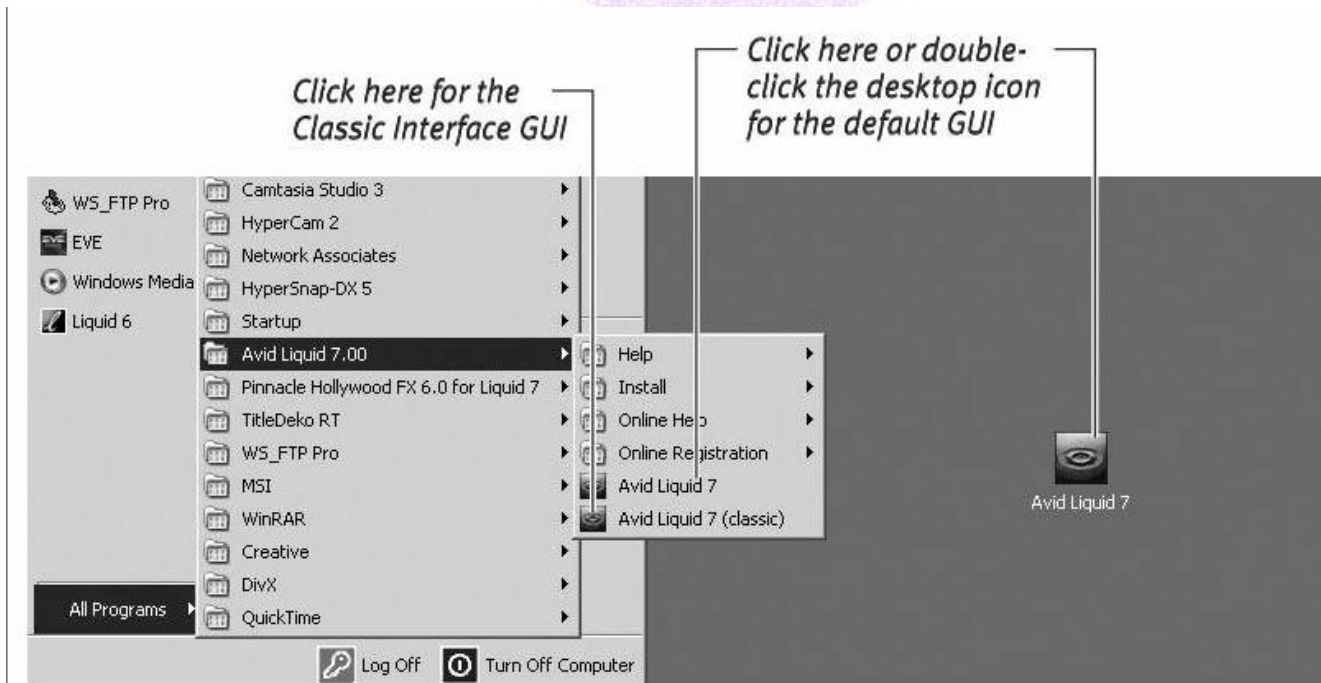 Click here or double-
click the desktop icon
for the default GUI
Click here for the
Classic Interface GUI
WS_FTP Pro
EVE
Windows Media
Liquid 6
All Programs
Camtasia Studio 3
HyperCam 2
Network Associates
HyperSnap-DX 5
Startup
Avid Liquid 7.00
Pinnacle Hollywood FX 6.0 for Liquid 7
TitleDeko RT
WS_FTP Pro
MSI
WinRAR
Creative
DivX
QuickTime
Help
Install
Online Help
Online Registration
Avid Liquid 7
Avid Liquid 7 (classic)
Avid Liquid 7
Log Off
Turn Off Computer